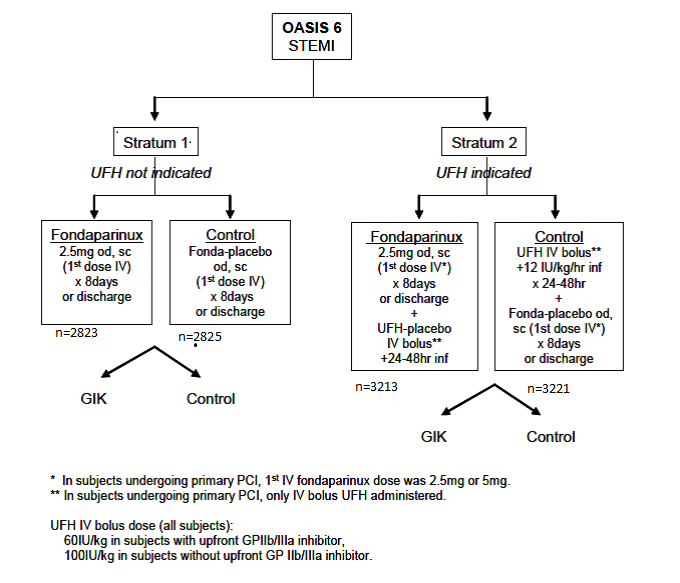 OASIS 6
STEMI
Stratum 1
Stratum 2
UFH not indicated
UFH indicated
Fondaparinux
2.5mg od, sc
(1st dose IV)
x 8days
or discharge
n=2823
Control
Fonda-placebo
od, sc
(1st dose IV)
x 8days
or discharge
n=2825
Fondaparinux
2.5mg od, sc
(1st dose IV*)
x 8days
or discharge
+
UFH-placebo
IV bolus**
+24-48hr inf
n=3213
Control
UFH IV bolus**
+12 IU/kg/hr inf
x 24-48hr
+
Fonda-placebo od,
sc (1st dose IV*)
x 8days
or discharge
n=3221
GIK
Control
GIK
Control
* In subjects undergoing primary PCI, 1st IV fondaparinux dose was 2.5mg or 5mg.
** In subjects undergoing primary PCI, only IV bolus UFH administered.
UFH IV bolus dose (all subjects):
60IU/kg in subjects with upfront GPIIb/IIIa inhibitor,
100IU/kg in subjects without upfront GP IIb/IIIa inhibitor.